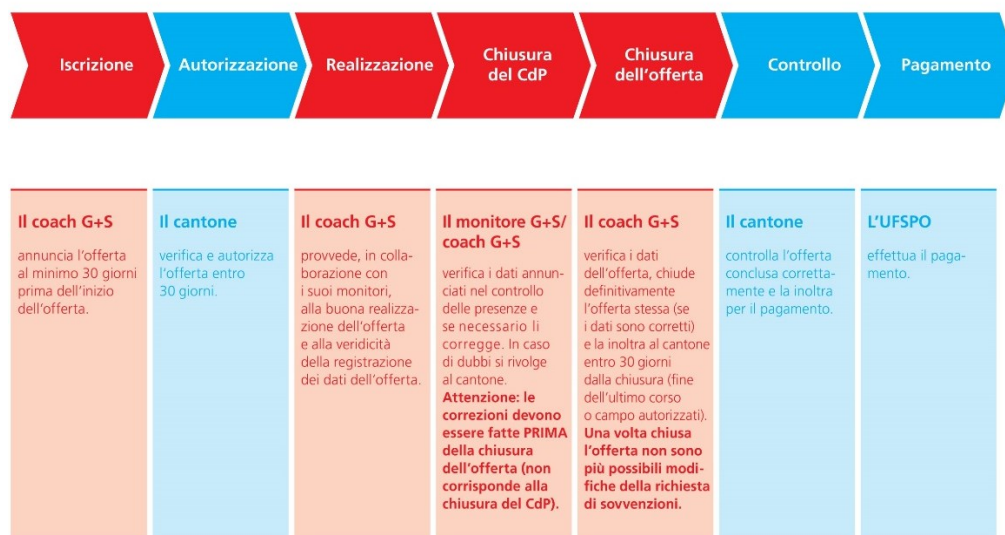 Iscrizione
Autorizzazione
Realizzazione
Chiusura
del CdP
Chiusura
dell'offerta
Controllo
Pagamento
Il coach G+S
annuncia l'offerta
al minimo 30 giorni
prima dell'inizio
dell'offerta.
Il cantone
verifica e autorizza
l'offerta entro
30 giorni.
Il coach G+S
provvede, in colla-
borazione con
i suoi monitori,
alla buona realizza-
zione dell'offerta
e alla veridicità
della registrazione
dei dati dell'offerta.
Il monitore G+S/
coach G+S
verifica i dati annun-
ciati nel controllo
delle presenze e
se necessario li
corregge. In caso
di dubbi si rivolge
al cantone.
Attenzione: le
correzioni devono
essere fatte PRIMA
della chiusura
dell'offerta (non
corrisponde alla
chiusura del CdP).
Il coach G+S
verifica i dati
dell'offerta, chiude
definitivamente
l'offerta stessa (se
i dati sono corretti)
e la inoltra al cantone
entro 30 giorni
dalla chiusura (fine
dell'ultimo corso
o campo autorizzati).
Una volta chiusa
l'offerta non sono
più possibili modi-
fiche della richiesta
di sovvenzioni.
Il cantone
controlla l'offerta
conclusa corretta-
mente e la inoltra
per il pagamento.
L'UFSPO
effettua il paga-
mento.